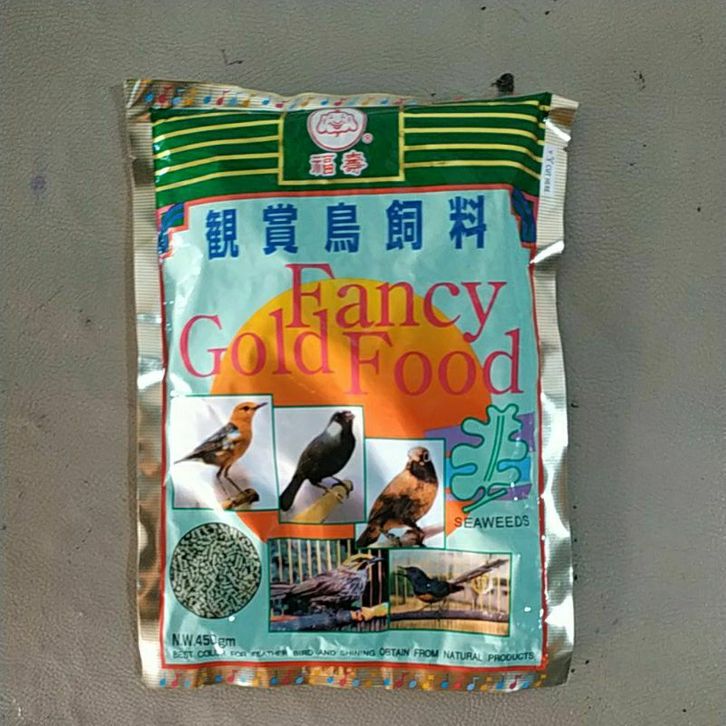 福壽
®
観賞鳥飼料
Fancy
Gold Food
SEAWEEDS
N.W. 450gm
BEST COLOR FOR FEATHER BIRD AND SHINING OBTAIN FROM NATURAL PRODUCTS